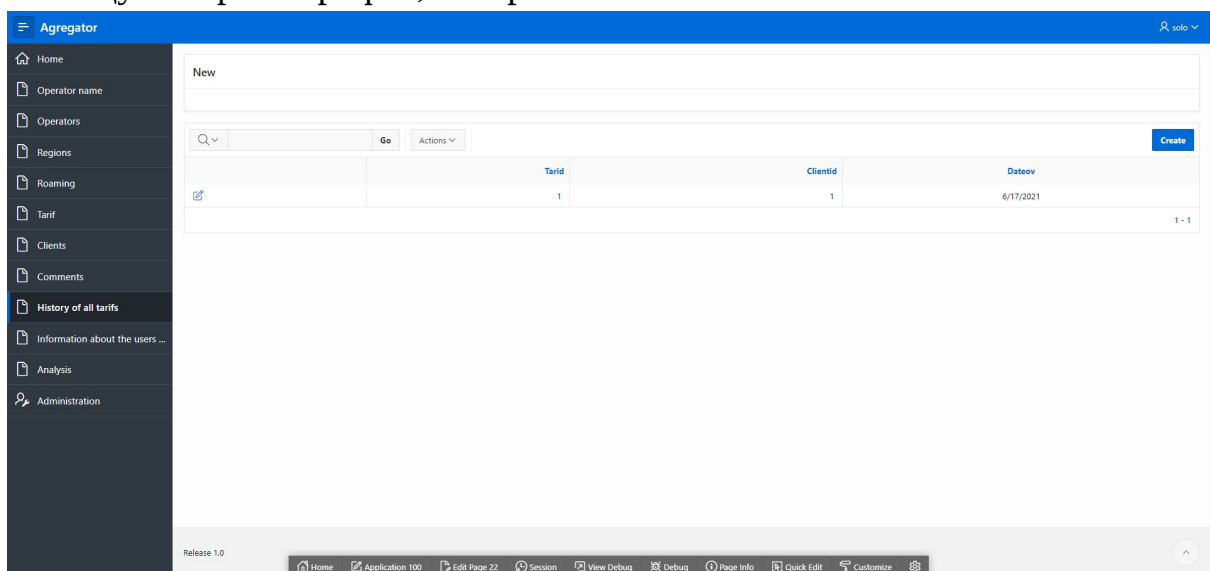 Agregator
solo
Home
Operator name
Operators
Regions
Roaming
Tarif
Clients
Comments
History of all tarifs
Information about the users ...
Analysis
Administration
New
Go
Actions
Create
Tarid Clientid Dateov
1 1 6/17/2021
1 - 1
Release 1.0
Home Application 100 Edit Page 22 Session View Debug Debug Page Info Quick Edit Customize